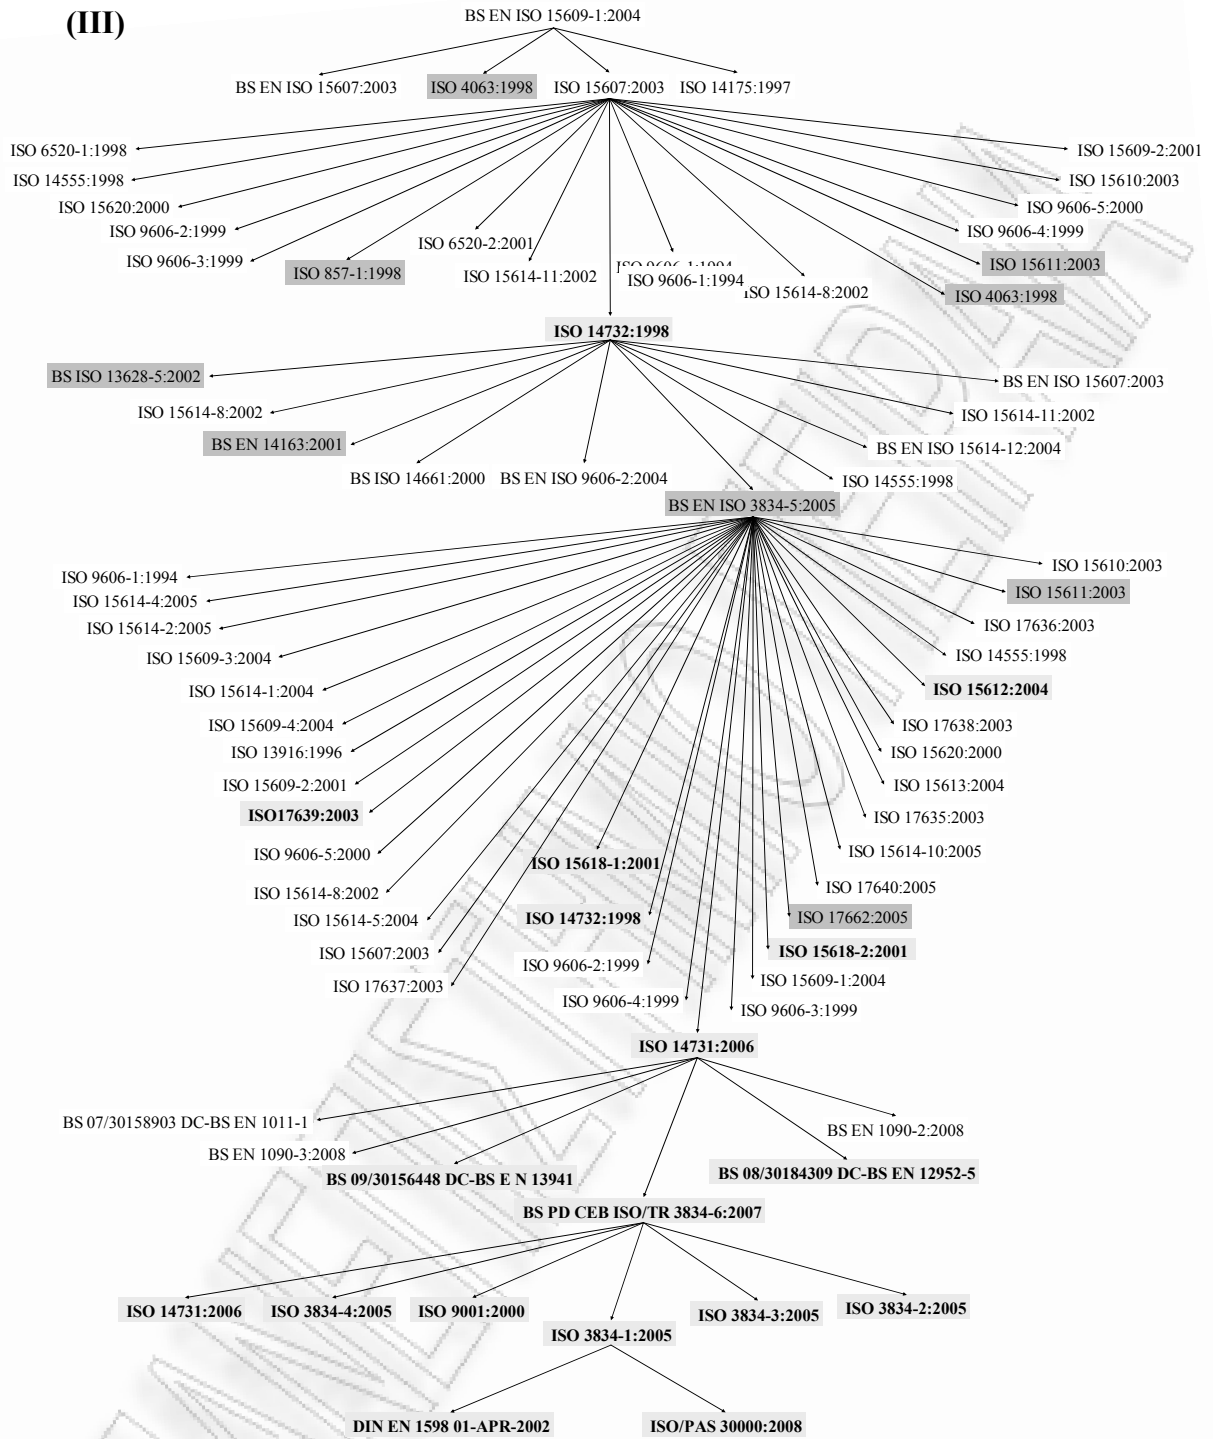 (III)
BS EN ISO 15609-1:2004
BS EN ISO 15607:2003
ISO 4063:1998
ISO 15607:2003
ISO 14175:1997
ISO 6520-1:1998
ISO 15609-2:2001
ISO 14555:1998
ISO 15610:2003
ISO 15620:2000
ISO 9606-5:2000
ISO 9606-2:1999
ISO 9606-4:1999
ISO 6520-2:2001
ISO 9606-3:1999
ISO 15611:2003
ISO 857-1:1998
ISO 15614-11:2002
ISO 9606-1:1994
ISO 9606-1:1994
ISO 15614-8:2002
ISO 4063:1998
ISO 14732:1998
BS ISO 13628-5:2002
BS EN ISO 15607:2003
ISO 15614-8:2002
ISO 15614-11:2002
BS EN 14163:2001
BS EN ISO 15614-12:2004
BS ISO 14661:2000
BS EN ISO 9606-2:2004
ISO 14555:1998
BS EN ISO 3834-5:2005
ISO 15610:2003
ISO 9606-1:1994
ISO 15611:2003
ISO 15614-4:2005
ISO 17636:2003
ISO 15614-2:2005
ISO 14555:1998
ISO 15609-3:2004
ISO 15612:2004
ISO 15614-1:2004
ISO 15609-4:2004
ISO 17638:2003
ISO 13916:1996
ISO 15620:2000
ISO 15609-2:2001
ISO 15613:2004
ISO17639:2003
ISO 17635:2003
ISO 9606-5:2000
ISO 15618-1:2001
ISO 15614-10:2005
ISO 15614-8:2002
ISO 17640:2005
ISO 15614-5:2004
ISO 14732:1998
ISO 17662:2005
ISO 15607:2003
ISO 15618-2:2001
ISO 9606-2:1999
ISO 17637:2003
ISO 15609-1:2004
ISO 9606-4:1999
ISO 9606-3:1999
ISO 14731:2006
BS 07/30158903 DC-BS EN 1011-1
BS EN 1090-2:2008
BS EN 1090-3:2008
BS 09/30156448 DC-BS E N 13941
BS 08/30184309 DC-BS EN 12952-5
BS PD CEB ISO/TR 3834-6:2007
ISO 14731:2006
ISO 3834-4:2005
ISO 9001:2000
ISO 3834-3:2005
ISO 3834-2:2005
ISO 3834-1:2005
DIN EN 1598 01-APR-2002
ISO/PAS 30000:2008